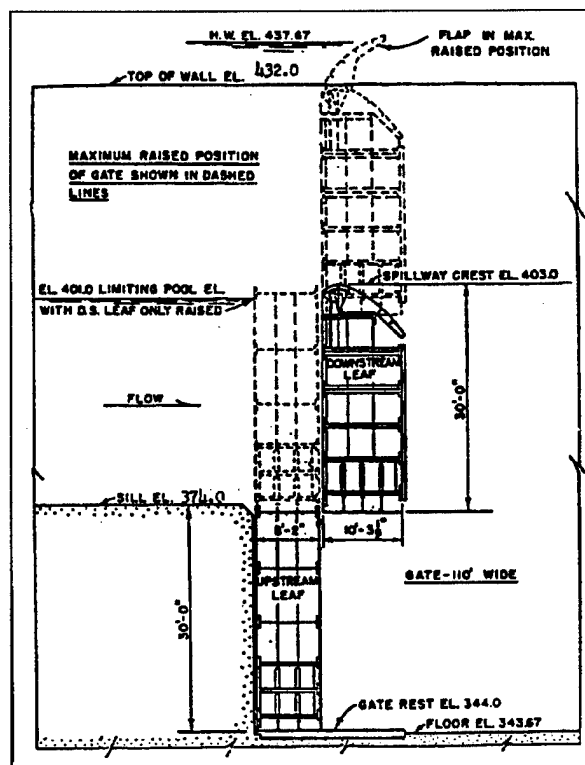 H.W. EL. 437.67
FLAP IN MAX.
RAISED POSITION
TOP OF WALL EL. 432.0
MAXIMUM RAISED POSITION
OF GATE SHOWN IN DASHED
LINES
SPILLWAY CREST EL. 403.0
EL. 401.0 LIMITING POOL EL.
WITH D.S. LEAF ONLY RAISED
DOWNSTREAM
LEAF
FLOW
30'-0"
SILL EL. 374.0
8'-2"
10'-3½"
UPSTREAM
LEAF
GATE-110' WIDE
30'-0"
GATE REST EL. 344.0
FLOOR EL. 343.67